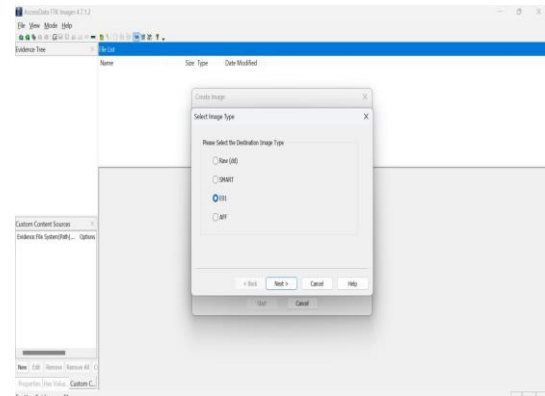 AccessData FTK Imager 4.7.1.2
File View Mode Help
Evidence Tree
File List
Name Size Type Date Modified
Create Image
Select Image Type
Please Select the Destination Image Type
Raw (dd)
SMART
E01
AFF
< Back Next > Cancel Help
Start Cancel
Custom Content Sources
Evidence:File System|Path|... Options
New Edit Remove Remove All
Properties Hex Value... Custom C...